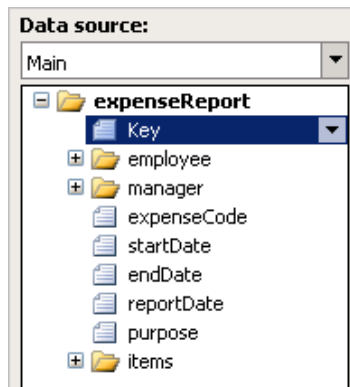 Data source:
Main
expenseReport
Key
employee
manager
expenseCode
startDate
endDate
reportDate
purpose
items